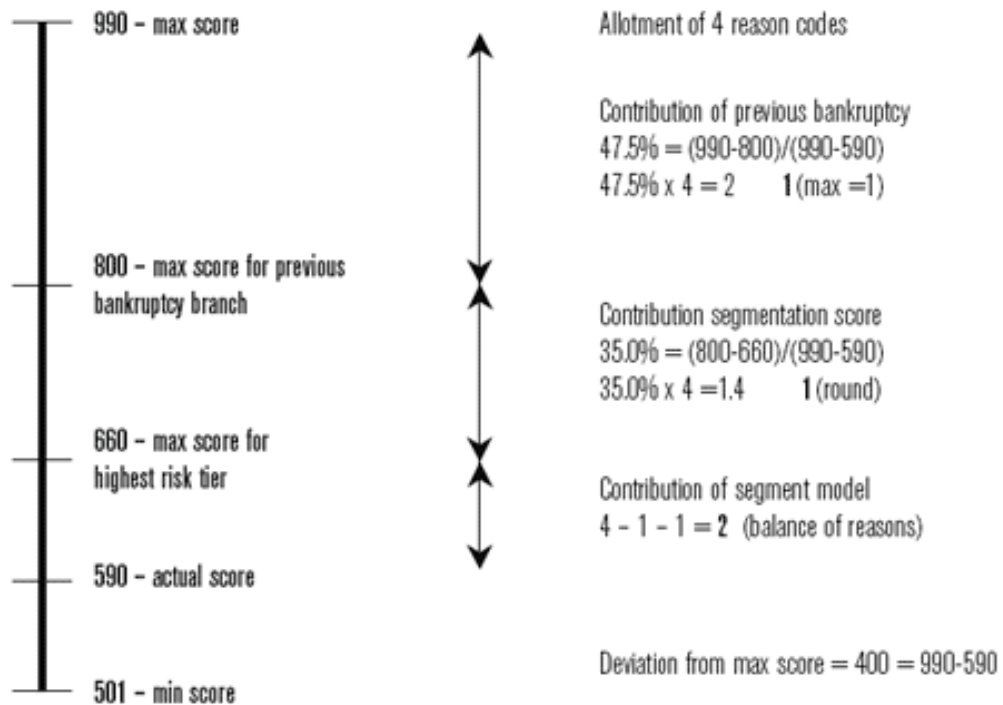 990 – max score
Allotment of 4 reason codes
Contribution of previous bankruptcy
47.5% = (990-800)/(990-590)
47.5% x 4 = 2 1 (max =1)
800 – max score for previous
bankruptcy branch
Contribution segmentation score
35.0% = (800-660)/(990-590)
35.0% x 4 =1.4 1 (round)
660 – max score for
highest risk tier
Contribution of segment model
4 – 1 – 1 = 2 (balance of reasons)
590 – actual score
Deviation from max score = 400 = 990-590
501 – min score